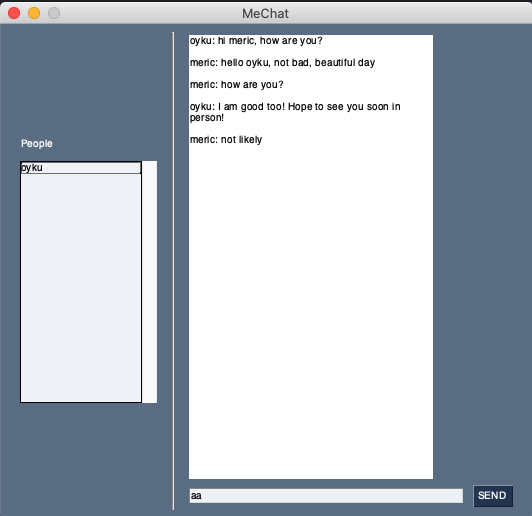 MeChat
People
oyku
oyku: hi meric, how are you?
meric: hello oyku, not bad, beautiful day
meric: how are you?
oyku: I am good too! Hope to see you soon in
person!
meric: not likely
aa
SEND